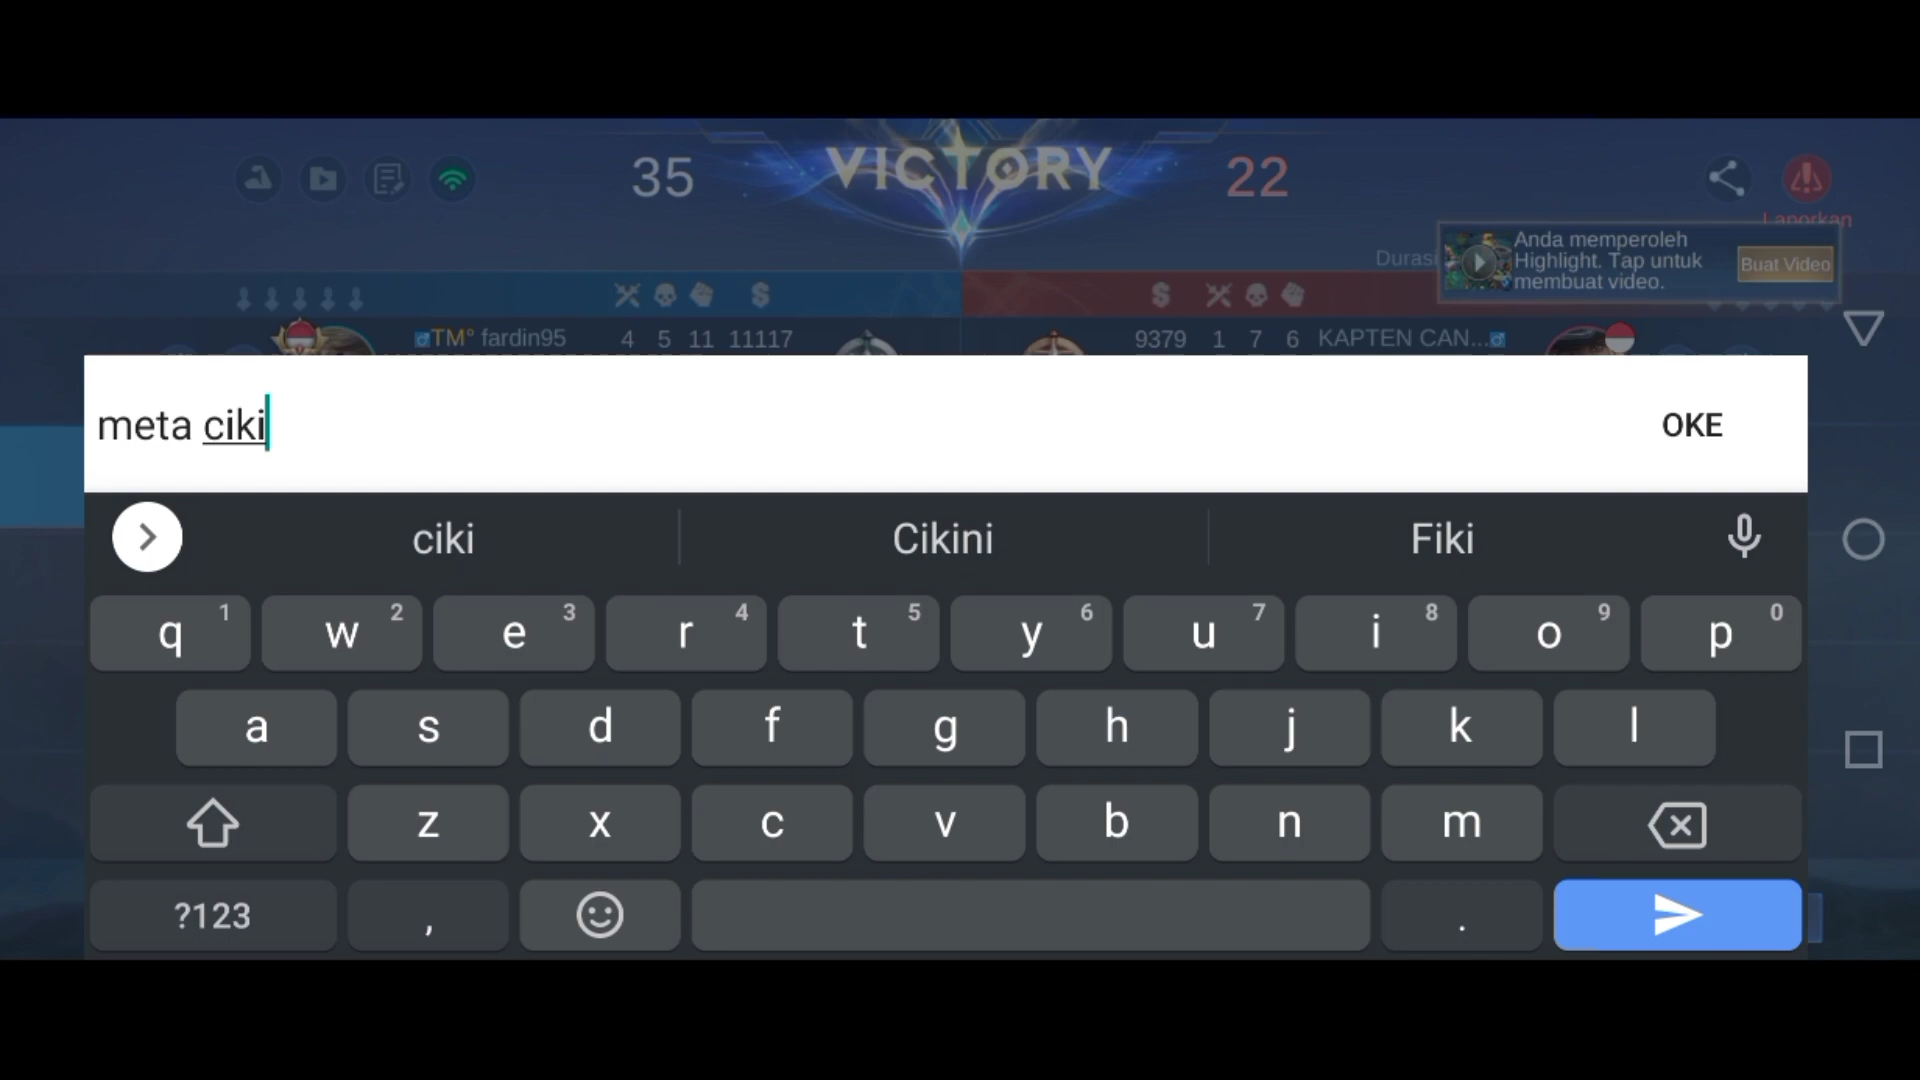 35 VICTORY 22
Laporkan
Anda memperoleh
Highlight. Tap untuk
membuat video.
Buat Video
Durasi
TM° fardin95 4 5 11 11117
9379 1 7 6 KAPTEN CAN...
meta ciki
OKE
ciki Cikini Fiki
q 1 w 2 e 3 r 4 t 5 y 6 u 7 i 8 o 9 p 0
a s d f g h j k l
z x c v b n m
?123 , .